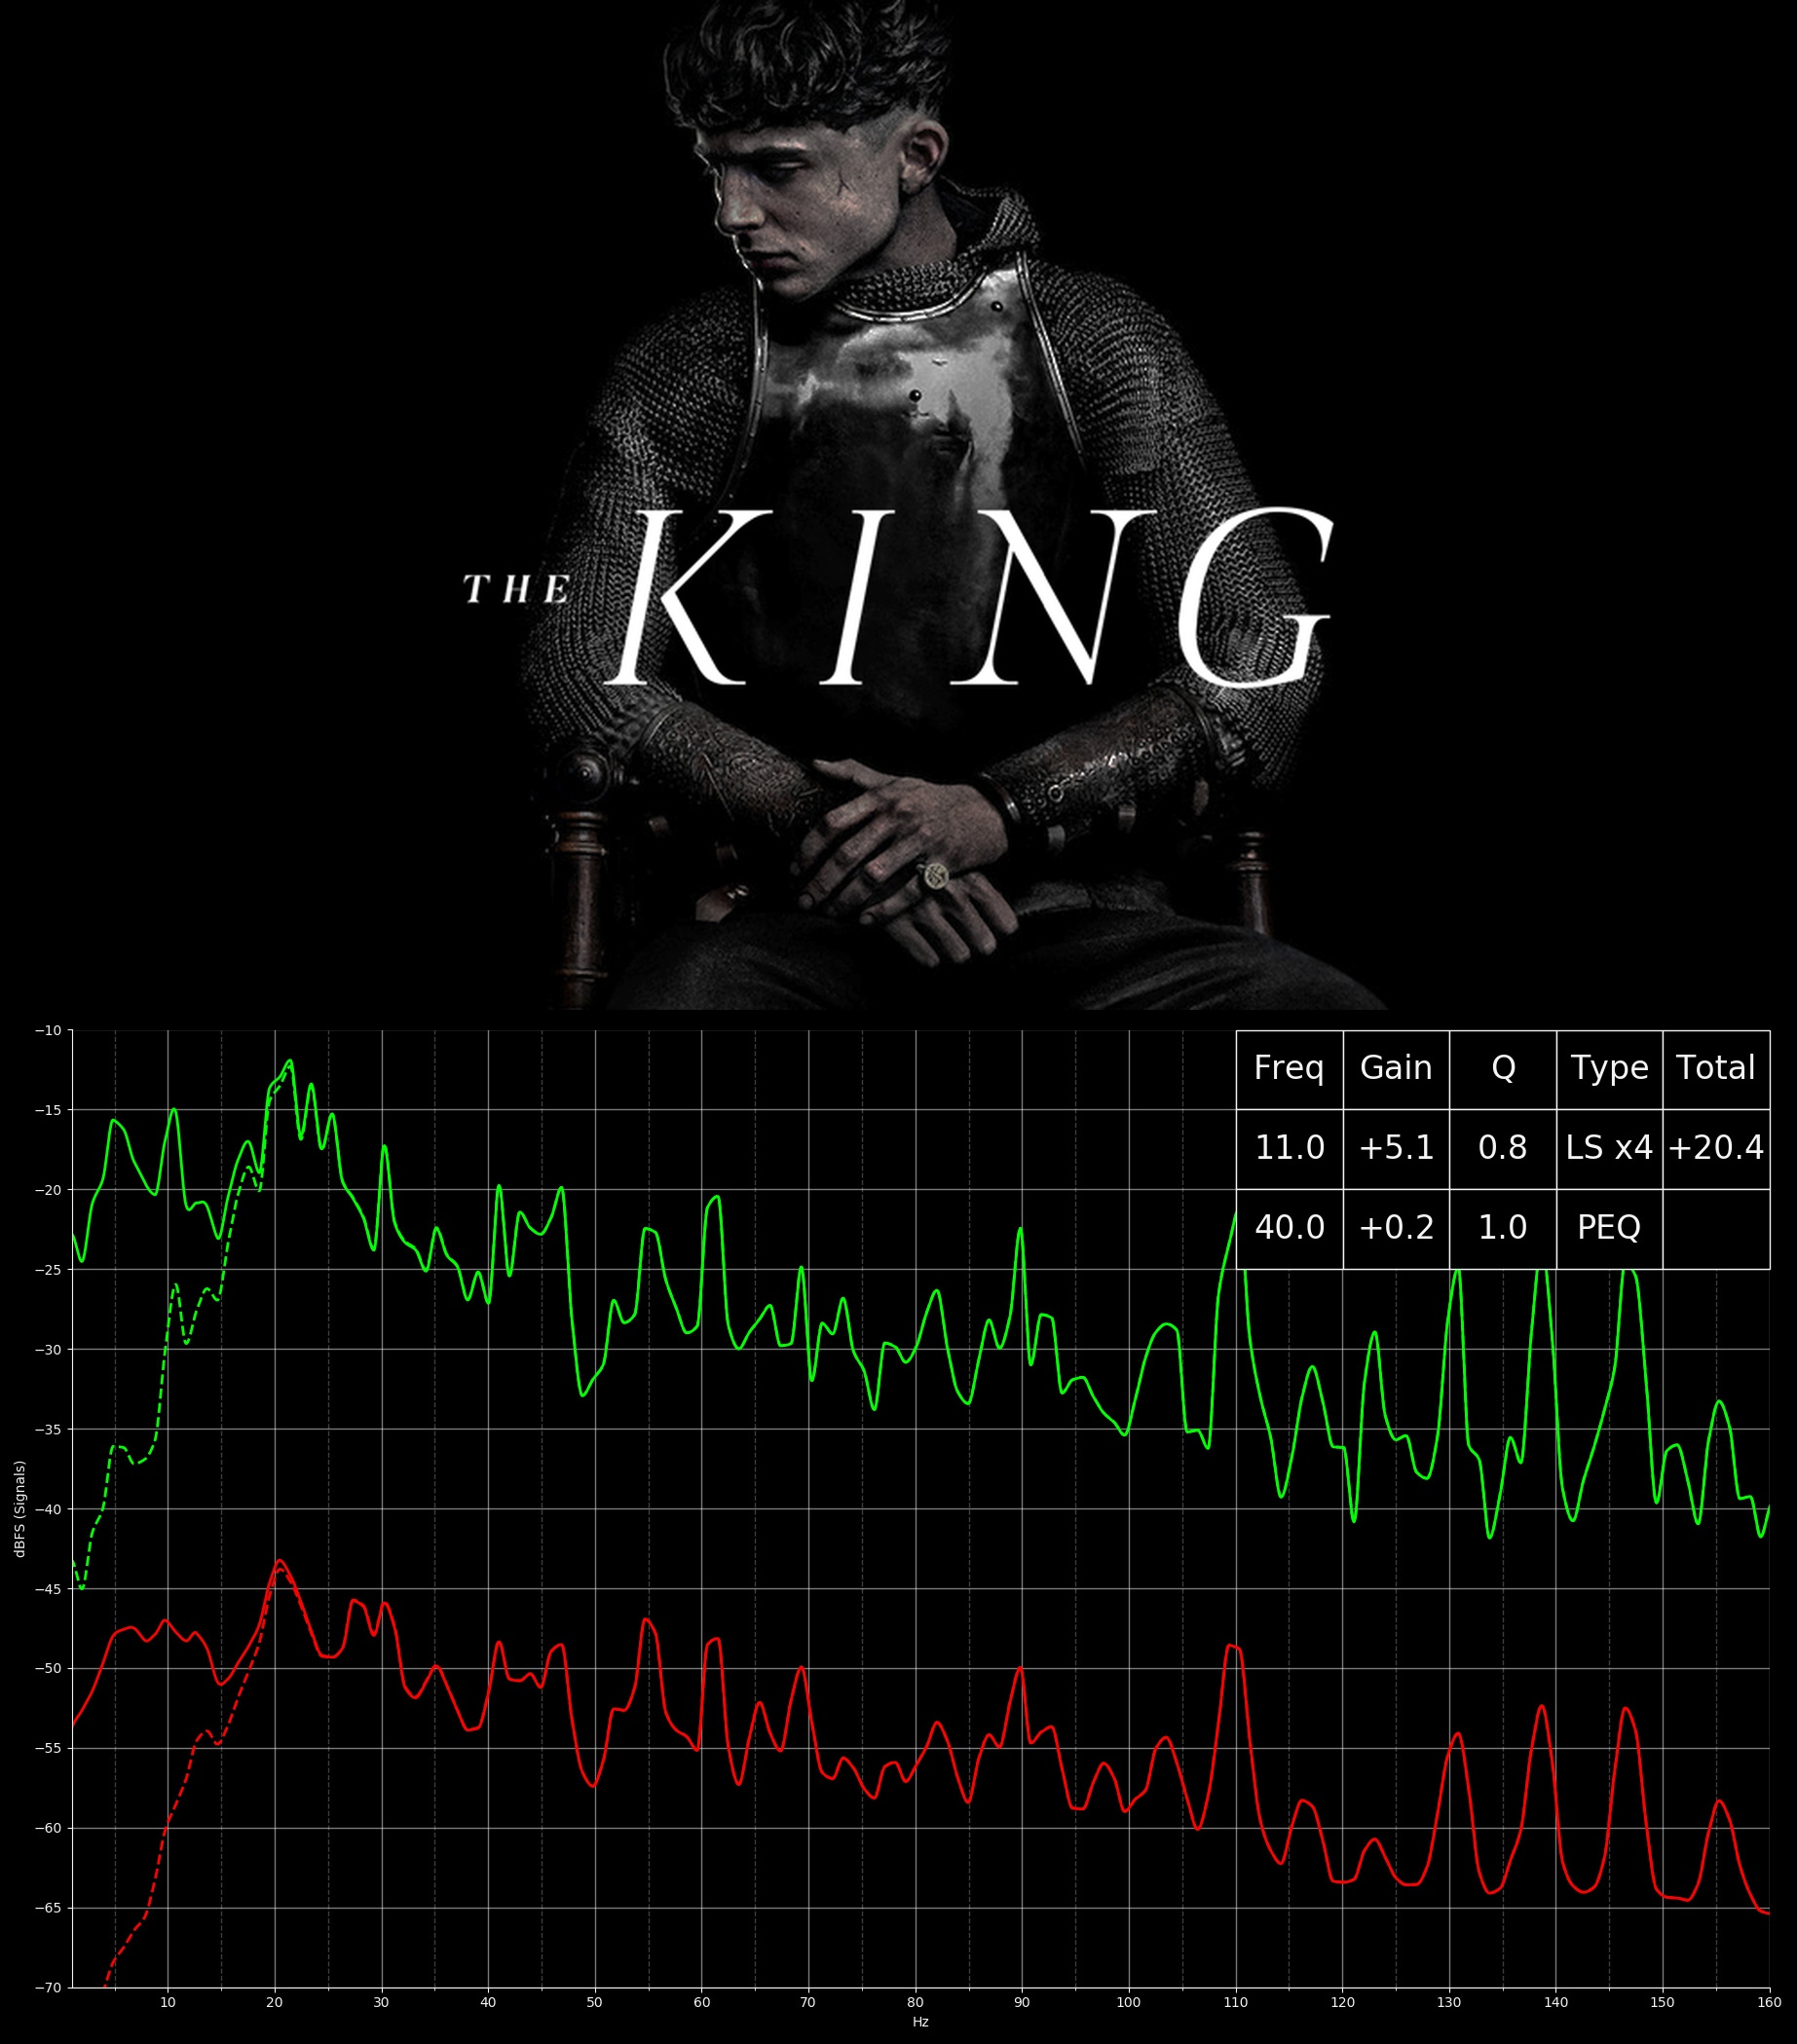 THE KING
Freq Gain Q Type Total
11.0 +5.1 0.8 LS x4 +20.4
40.0 +0.2 1.0 PEQ
−10
−15
−20
−25
−30
−35
−40
−45
−50
−55
−60
−65
−70
dBFS (Signals)
10 20 30 40 50 60 70 80 90 100 110 120 130 140 150 160
Hz